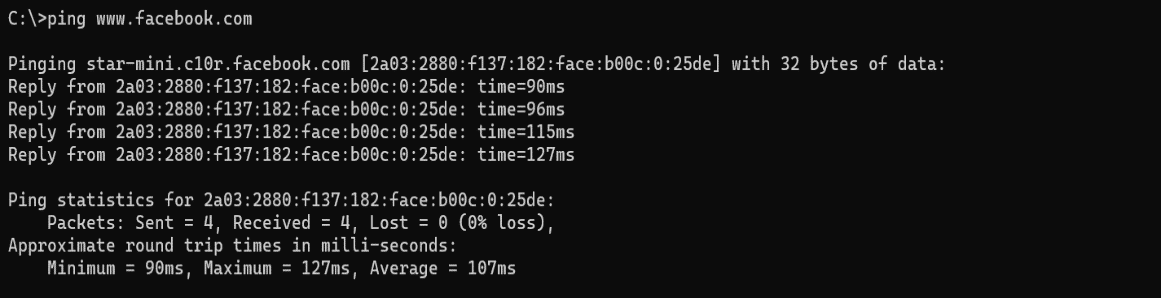 C:\>ping www.facebook.com
Pinging star-mini.c10r.facebook.com [2a03:2880:f137:182:face:b00c:0:25de] with 32 bytes of data:
Reply from 2a03:2880:f137:182:face:b00c:0:25de: time=90ms
Reply from 2a03:2880:f137:182:face:b00c:0:25de: time=96ms
Reply from 2a03:2880:f137:182:face:b00c:0:25de: time=115ms
Reply from 2a03:2880:f137:182:face:b00c:0:25de: time=127ms
Ping statistics for 2a03:2880:f137:182:face:b00c:0:25de:
    Packets: Sent = 4, Received = 4, Lost = 0 (0% loss),
Approximate round trip times in milli-seconds:
    Minimum = 90ms, Maximum = 127ms, Average = 107ms